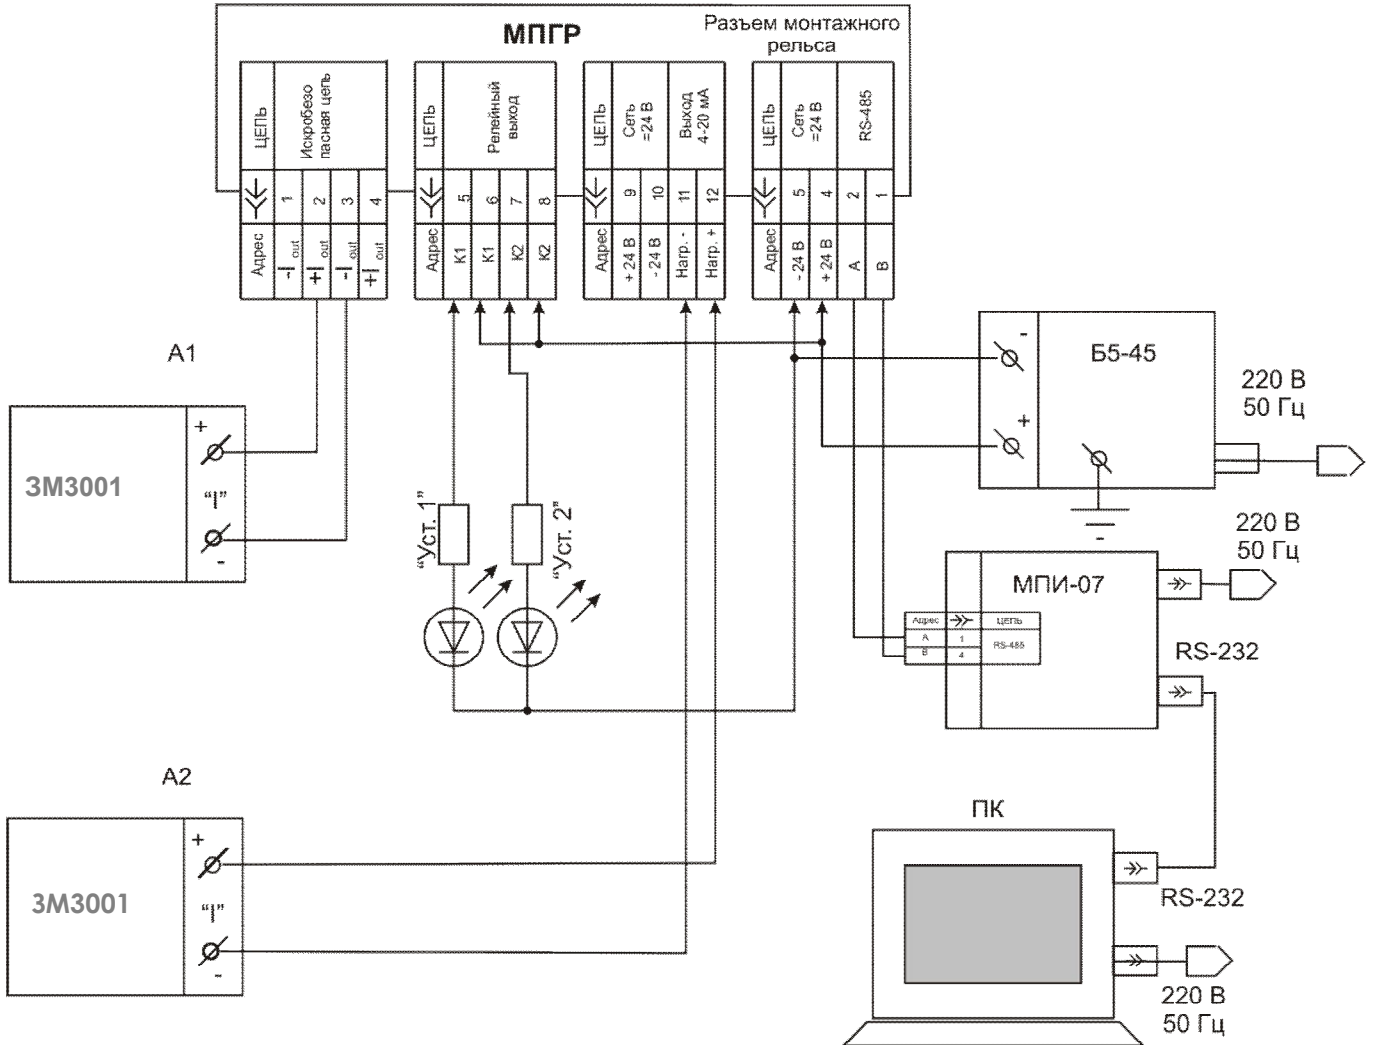 МПГР
Разъем монтажного
рельса
ЦЕПЬ
Искробезо
пасная цепь
1
2
3
4
Адрес
-I out
+I out
-I out
+I out
ЦЕПЬ
Релейный
выход
5
6
7
8
Адрес
К1
К1
К2
К2
ЦЕПЬ
Сеть
=24 В
Выход
4-20 мА
9
10
11
12
Адрес
+ 24 В
- 24 В
Нагр. -
Нагр. +
ЦЕПЬ
Сеть
=24 В
RS-485
5
4
2
1
Адрес
- 24 В
+ 24 В
А
В
А1
ЗМ3001
+
“I”
-
“Уст. 1”
“Уст. 2”
-
+
Б5-45
220 В
50 Гц
220 В
50 Гц
МПИ-07
Адрес
ЦЕПЬ
А
1
RS-485
В
4
RS-232
А2
ЗМ3001
+
“I”
-
ПК
RS-232
220 В
50 Гц